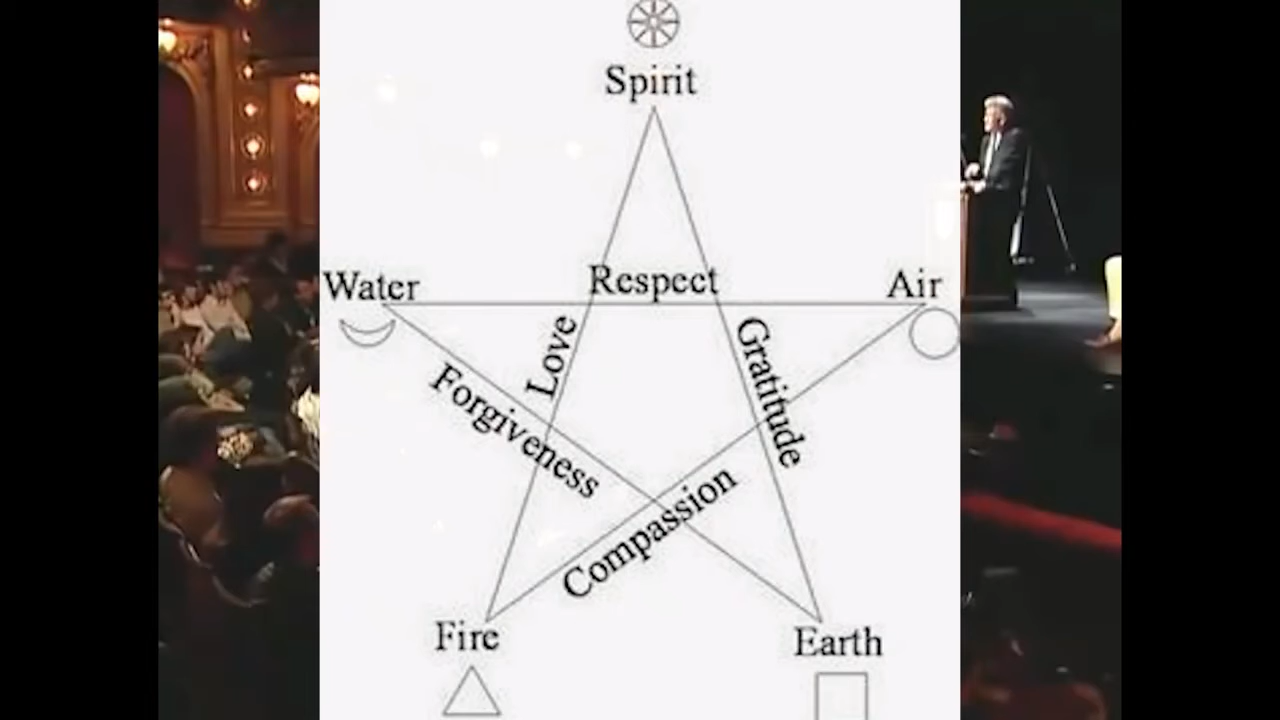 Spirit
Water
Respect
Air
Love
Gratitude
Forgiveness
Compassion
Fire
Earth